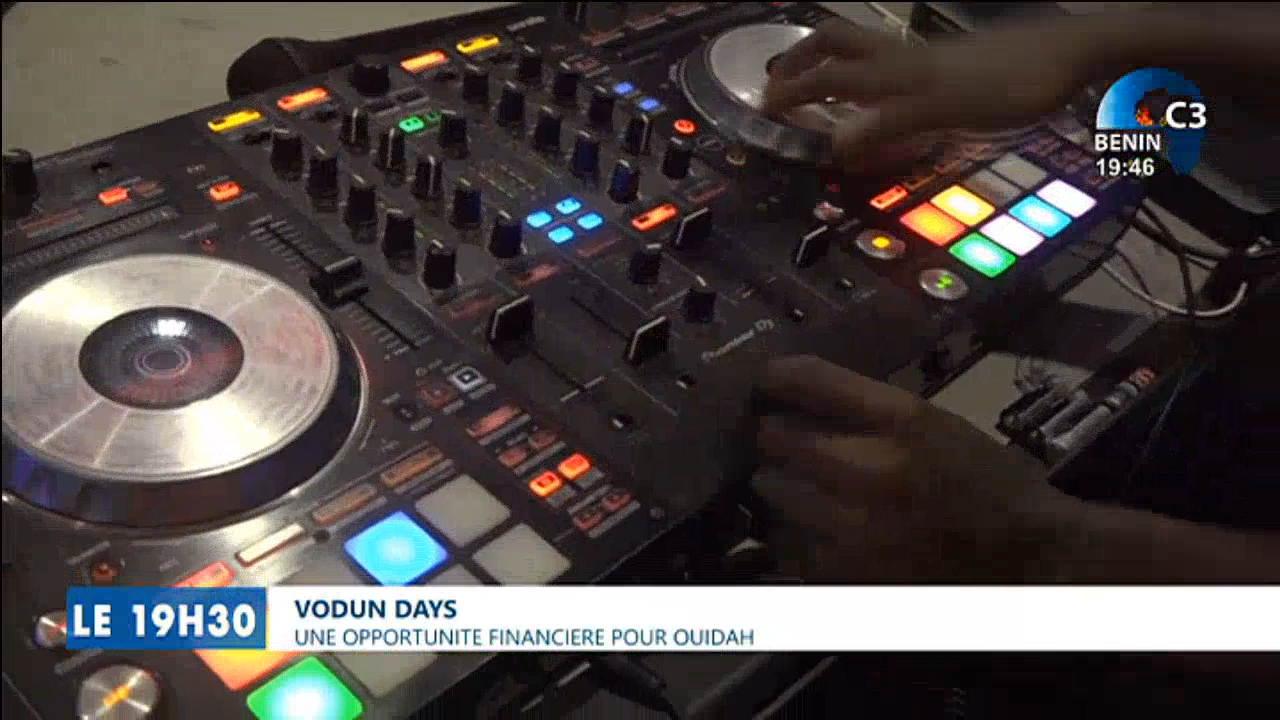 C3
BENIN
19:46
LE 19H30
VODUN DAYS
UNE OPPORTUNITE FINANCIERE POUR OUIDAH